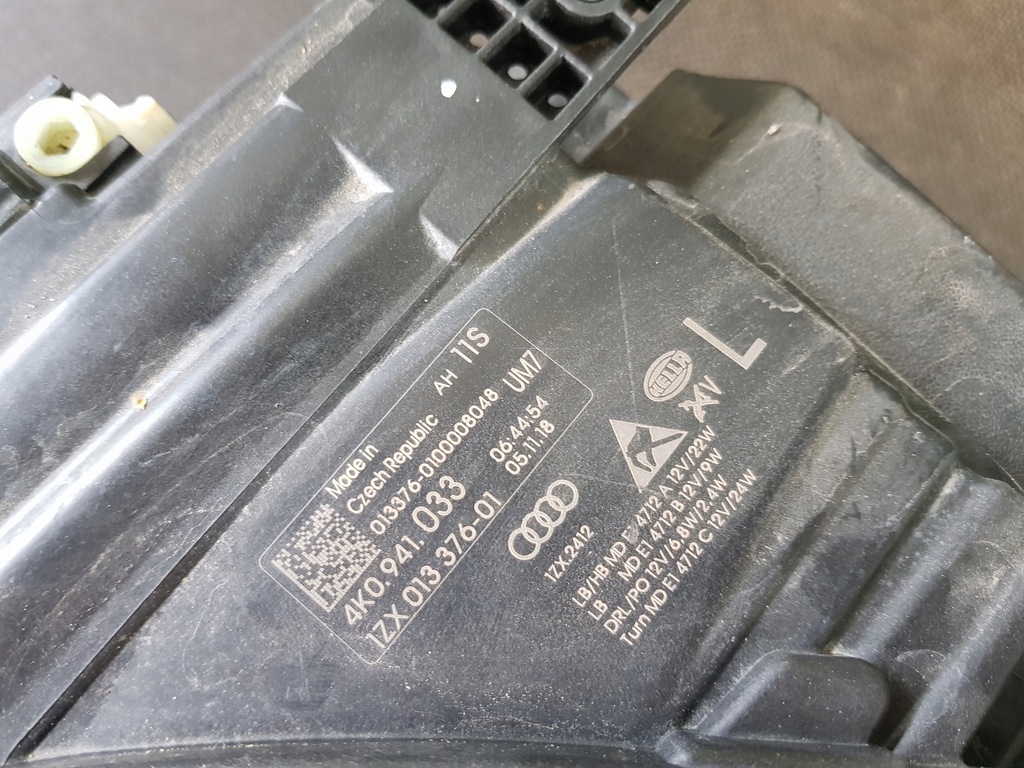 Made in
Czech Republic AH 11S
013376-0100008048 UM7
4K0.941.033 06:44:54
1ZX 013 376-01 05.11.18
L
HELLA
1ZX.2412
LB/HB MD E1 4712 A 12V/22W
LB MD E1 4712 B 12V/9W
DRL/PO 12V/6.8W/2.4W
Turn MD E1 4712 C 12V/24W